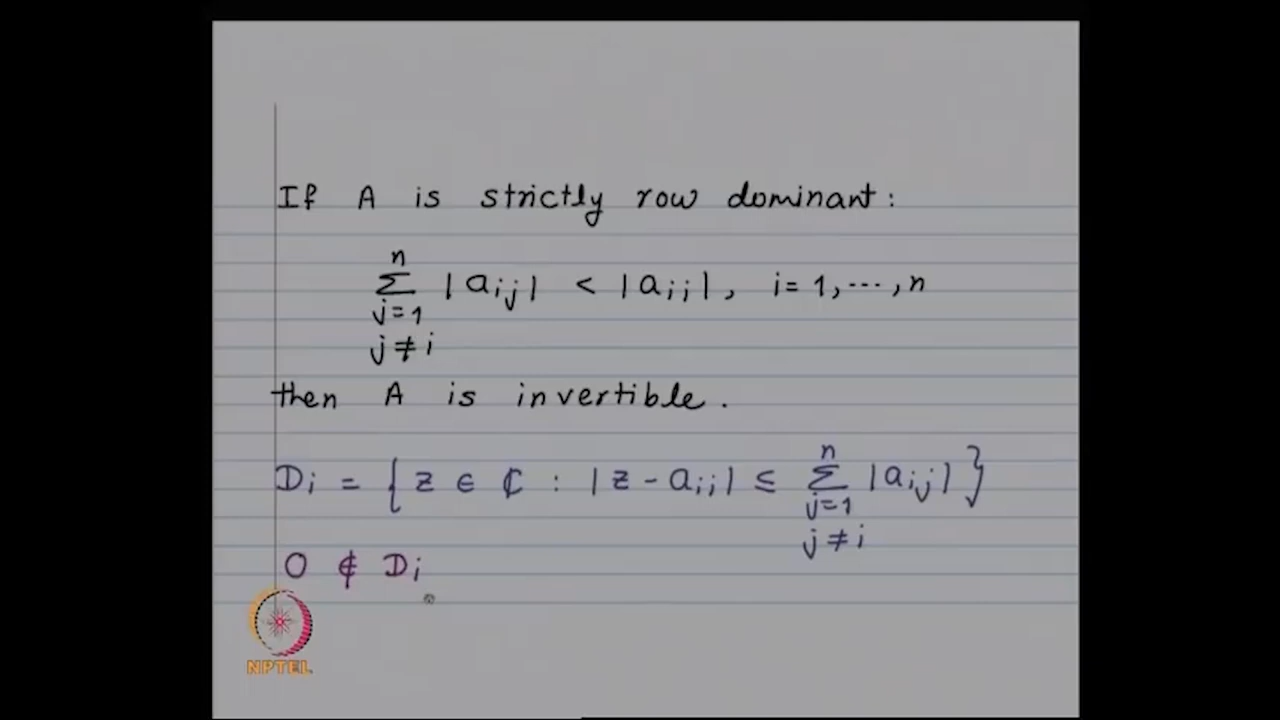 If A is strictly row dominant:
n
Σ |aij| < |aii|, i = 1, ..., n
j=1
j≠i
then A is invertible.
Di = { z ∈ ₵ : |z - aii| ≤ Σ |aij| }
n
j=1
j≠i
0 ∉ Di
NPTEL